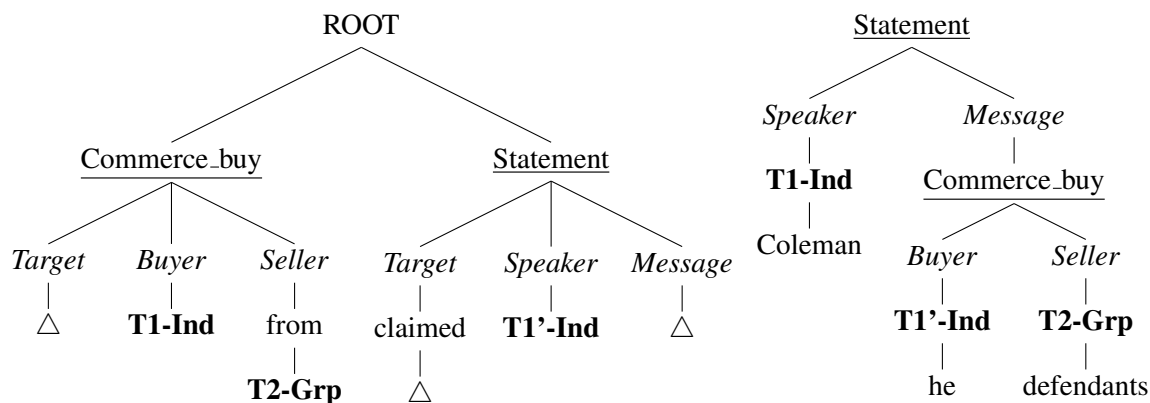 ROOT
Statement
Speaker Message
Commerce_buy Statement
T1-Ind Commerce_buy
Coleman
Target Buyer Seller Target Speaker Message
Buyer Seller
△ T1-Ind from claimed T1'-Ind △
T1'-Ind T2-Grp
T2-Grp △
he defendants